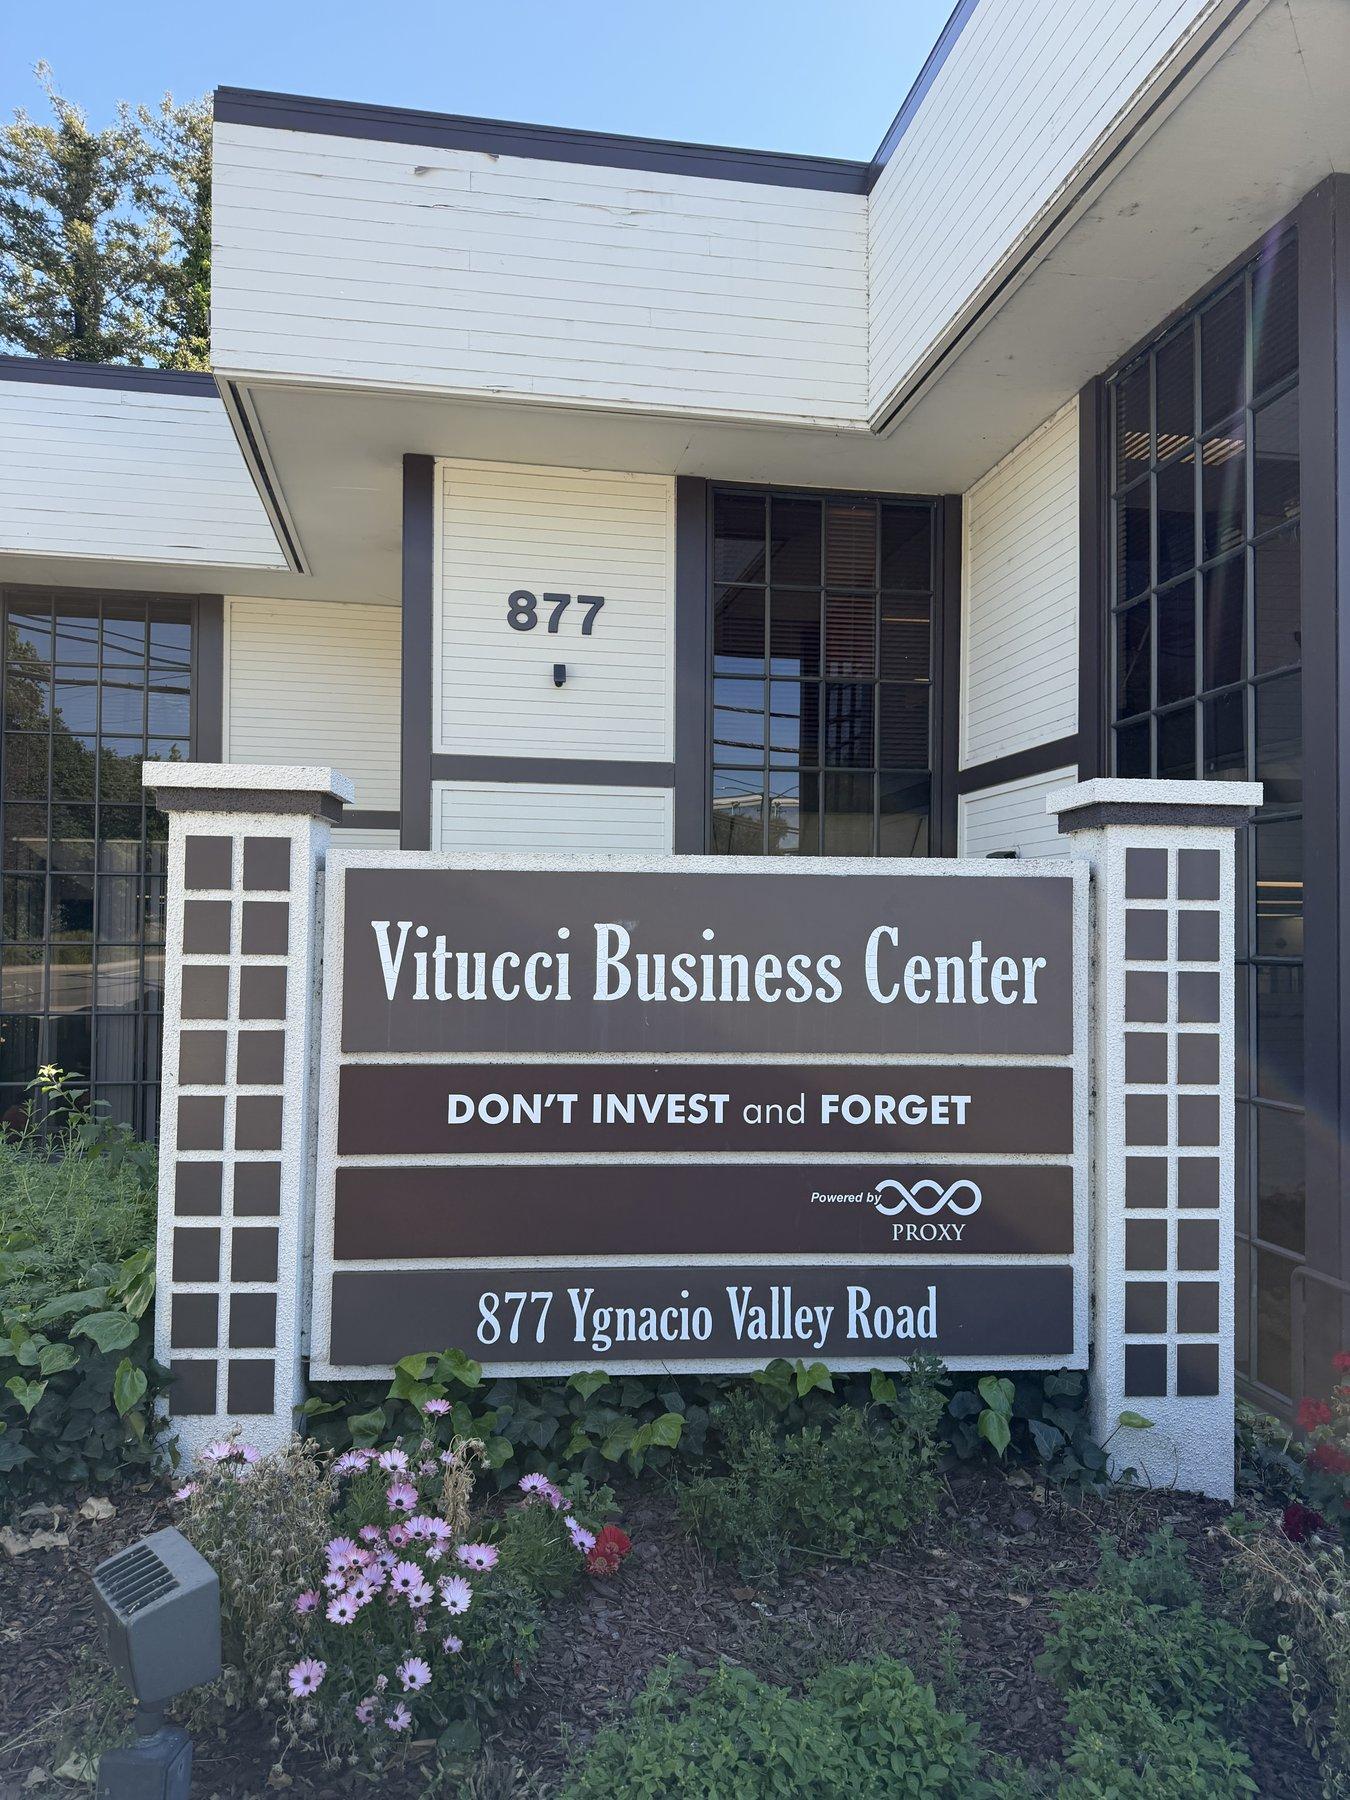 877
Vitucci Business Center
DON'T INVEST and FORGET
Powered by
PROXY
877 Ygnacio Valley Road